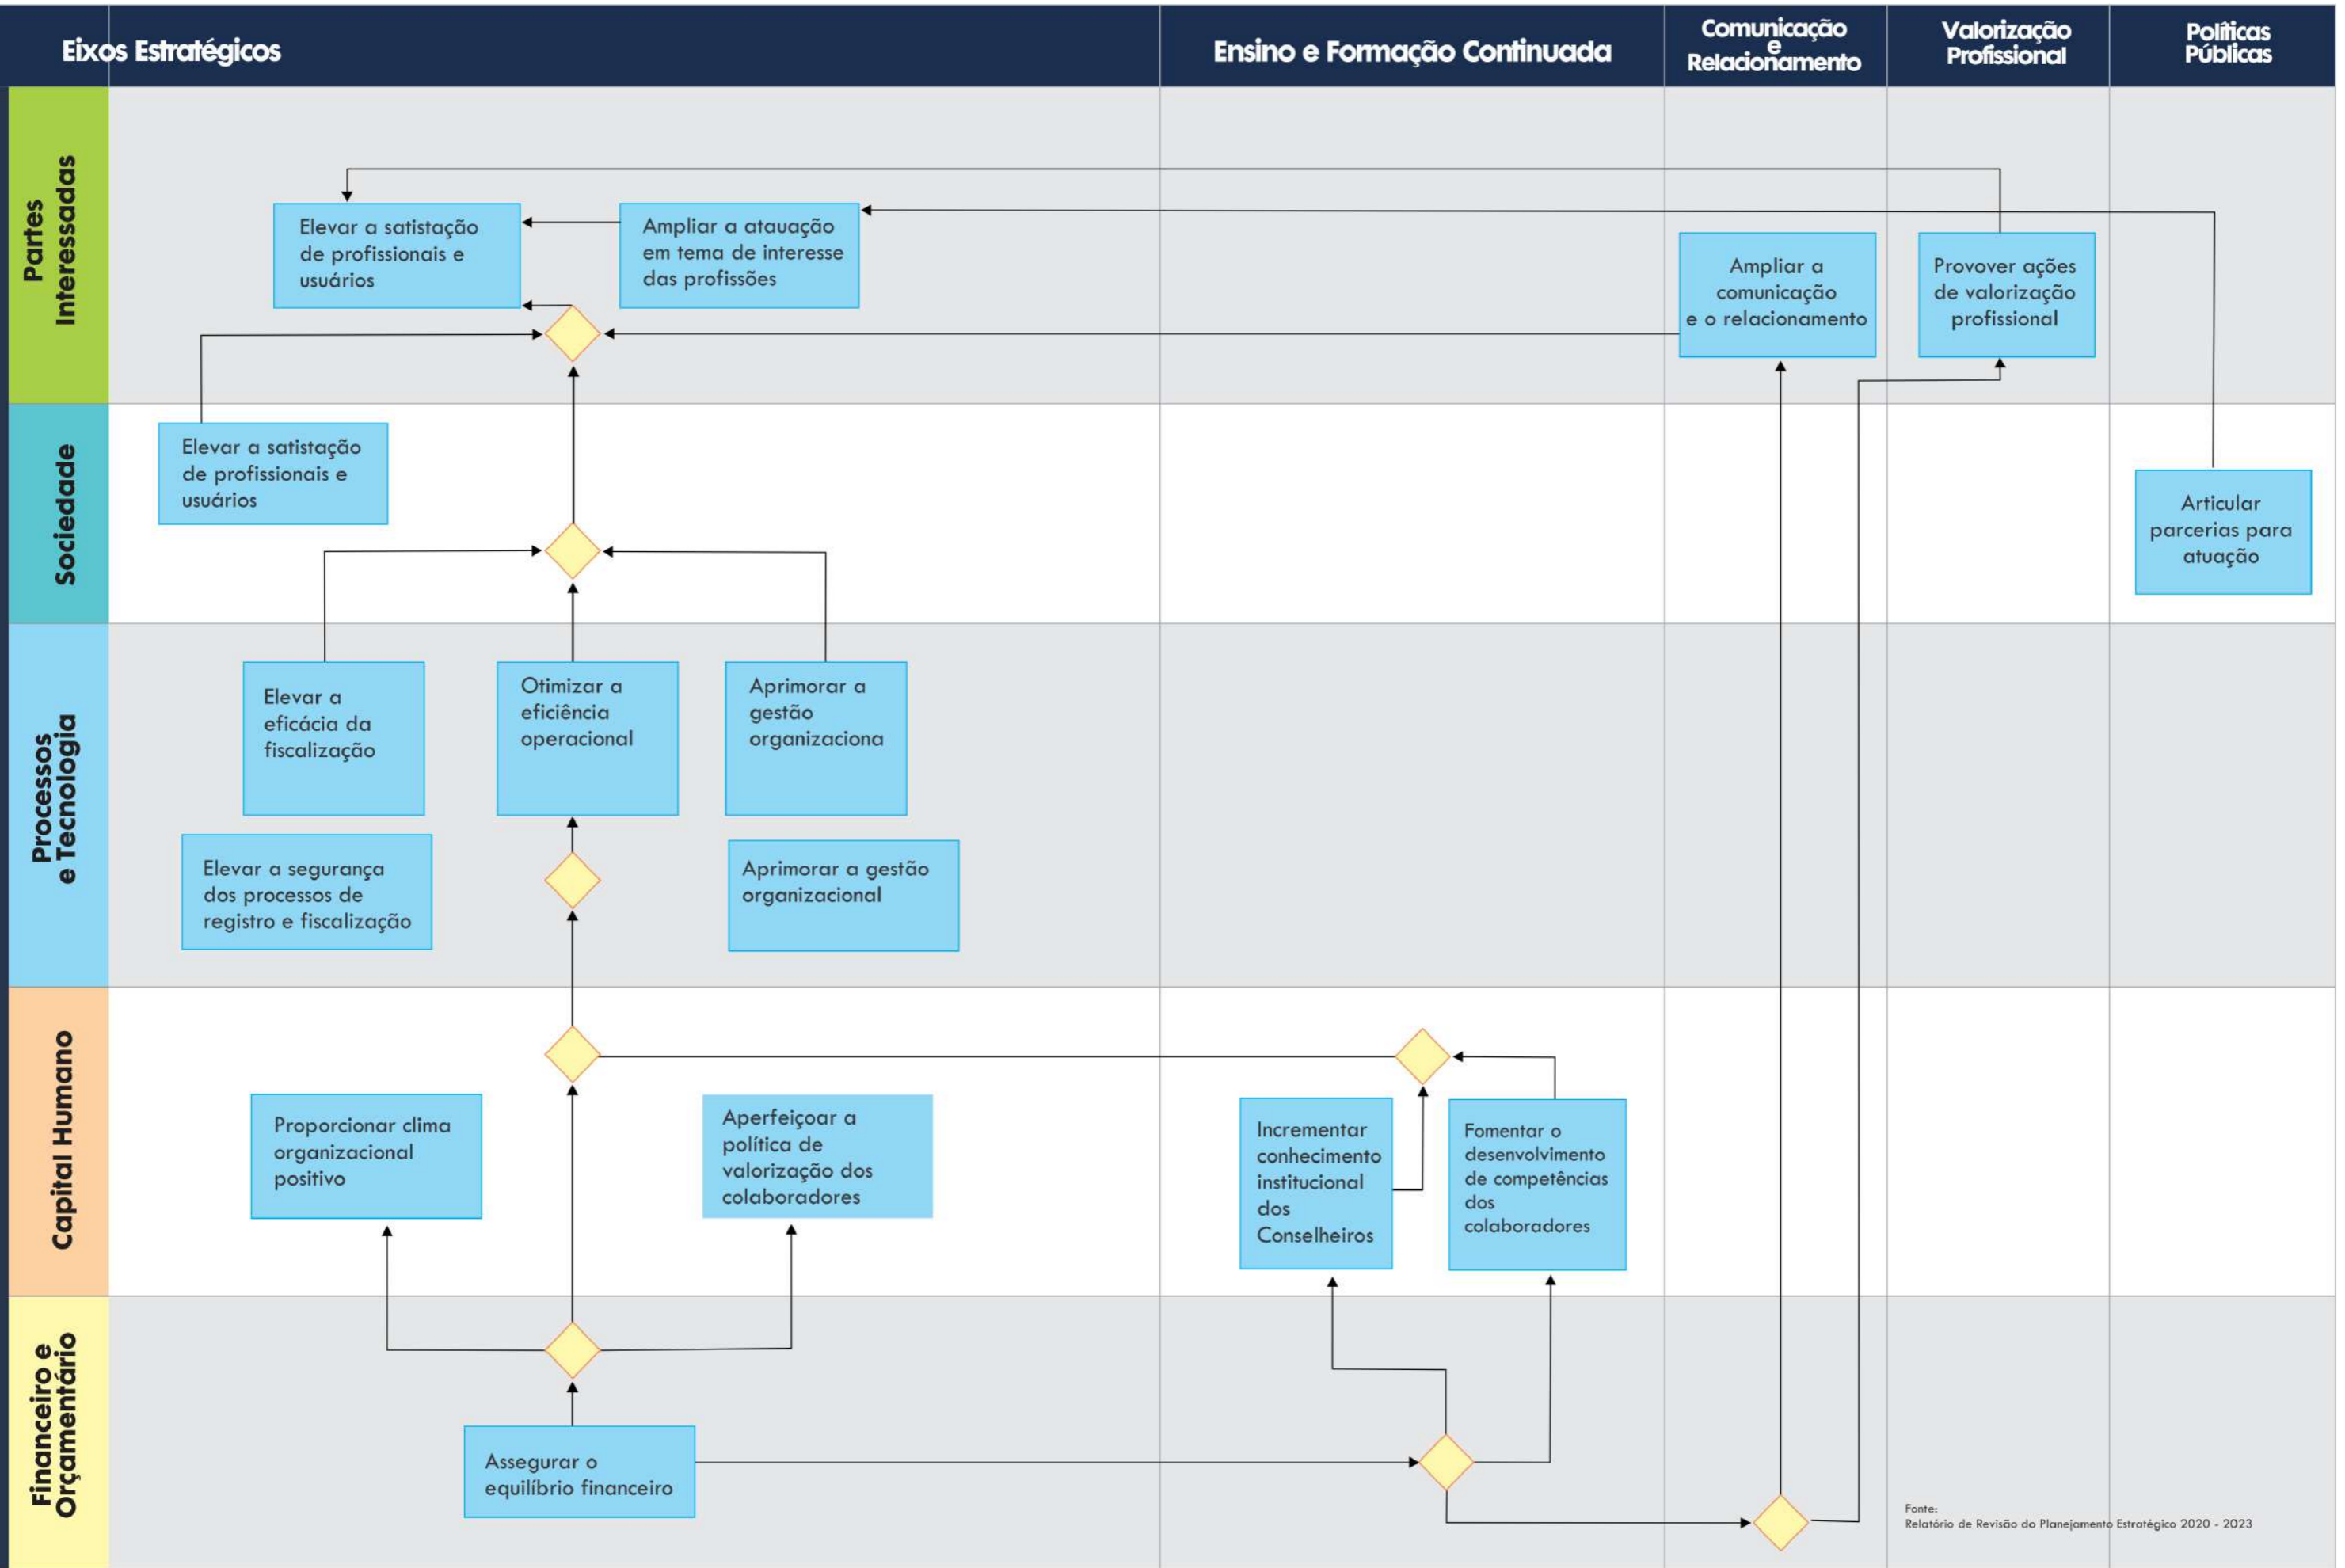 Eixos Estratégicos
Ensino e Formação Continuada
Comunicação
e
Relacionamento
Valorização
Profissional
Políticas
Públicas
Partes
Interessadas
Elevar a satistação
de profissionais e
usuários
Ampliar a atauação
em tema de interesse
das profissões
Ampliar a
comunicação
e o relacionamento
Provover ações
de valorização
profissional
Sociedade
Elevar a satistação
de profissionais e
usuários
Articular
parcerias para
atuação
Processos
e Tecnologia
Elevar a
eficácia da
fiscalização
Otimizar a
eficiência
operacional
Aprimorar a
gestão
organizaciona
Elevar a segurança
dos processos de
registro e fiscalização
Aprimorar a gestão
organizacional
Capital Humano
Proporcionar clima
organizacional
positivo
Aperfeiçoar a
política de
valorização dos
colaboradores
Incrementar
conhecimento
institucional
dos
Conselheiros
Fomentar o
desenvolvimento
de competências
dos
colaboradores
Financeiro e
Orçamentário
Assegurar o
equilíbrio financeiro
Fonte:
Relatório de Revisão do Planejamento Estratégico 2020 - 2023